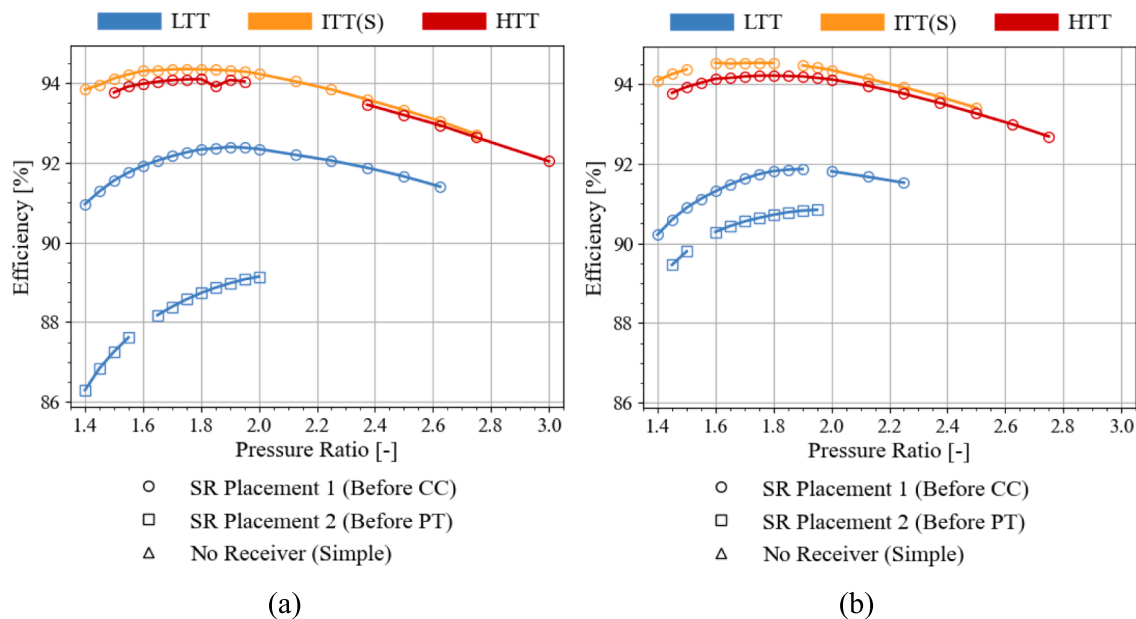 LTT ITT(S) HTT
94
92
90
88
86
Efficiency [%]
1.4 1.6 1.8 2.0 2.2 2.4 2.6 2.8 3.0
Pressure Ratio [-]
SR Placement 1 (Before CC)
SR Placement 2 (Before PT)
No Receiver (Simple)
(a)
LTT ITT(S) HTT
94
92
90
88
86
Efficiency [%]
1.4 1.6 1.8 2.0 2.2 2.4 2.6 2.8 3.0
Pressure Ratio [-]
SR Placement 1 (Before CC)
SR Placement 2 (Before PT)
No Receiver (Simple)
(b)